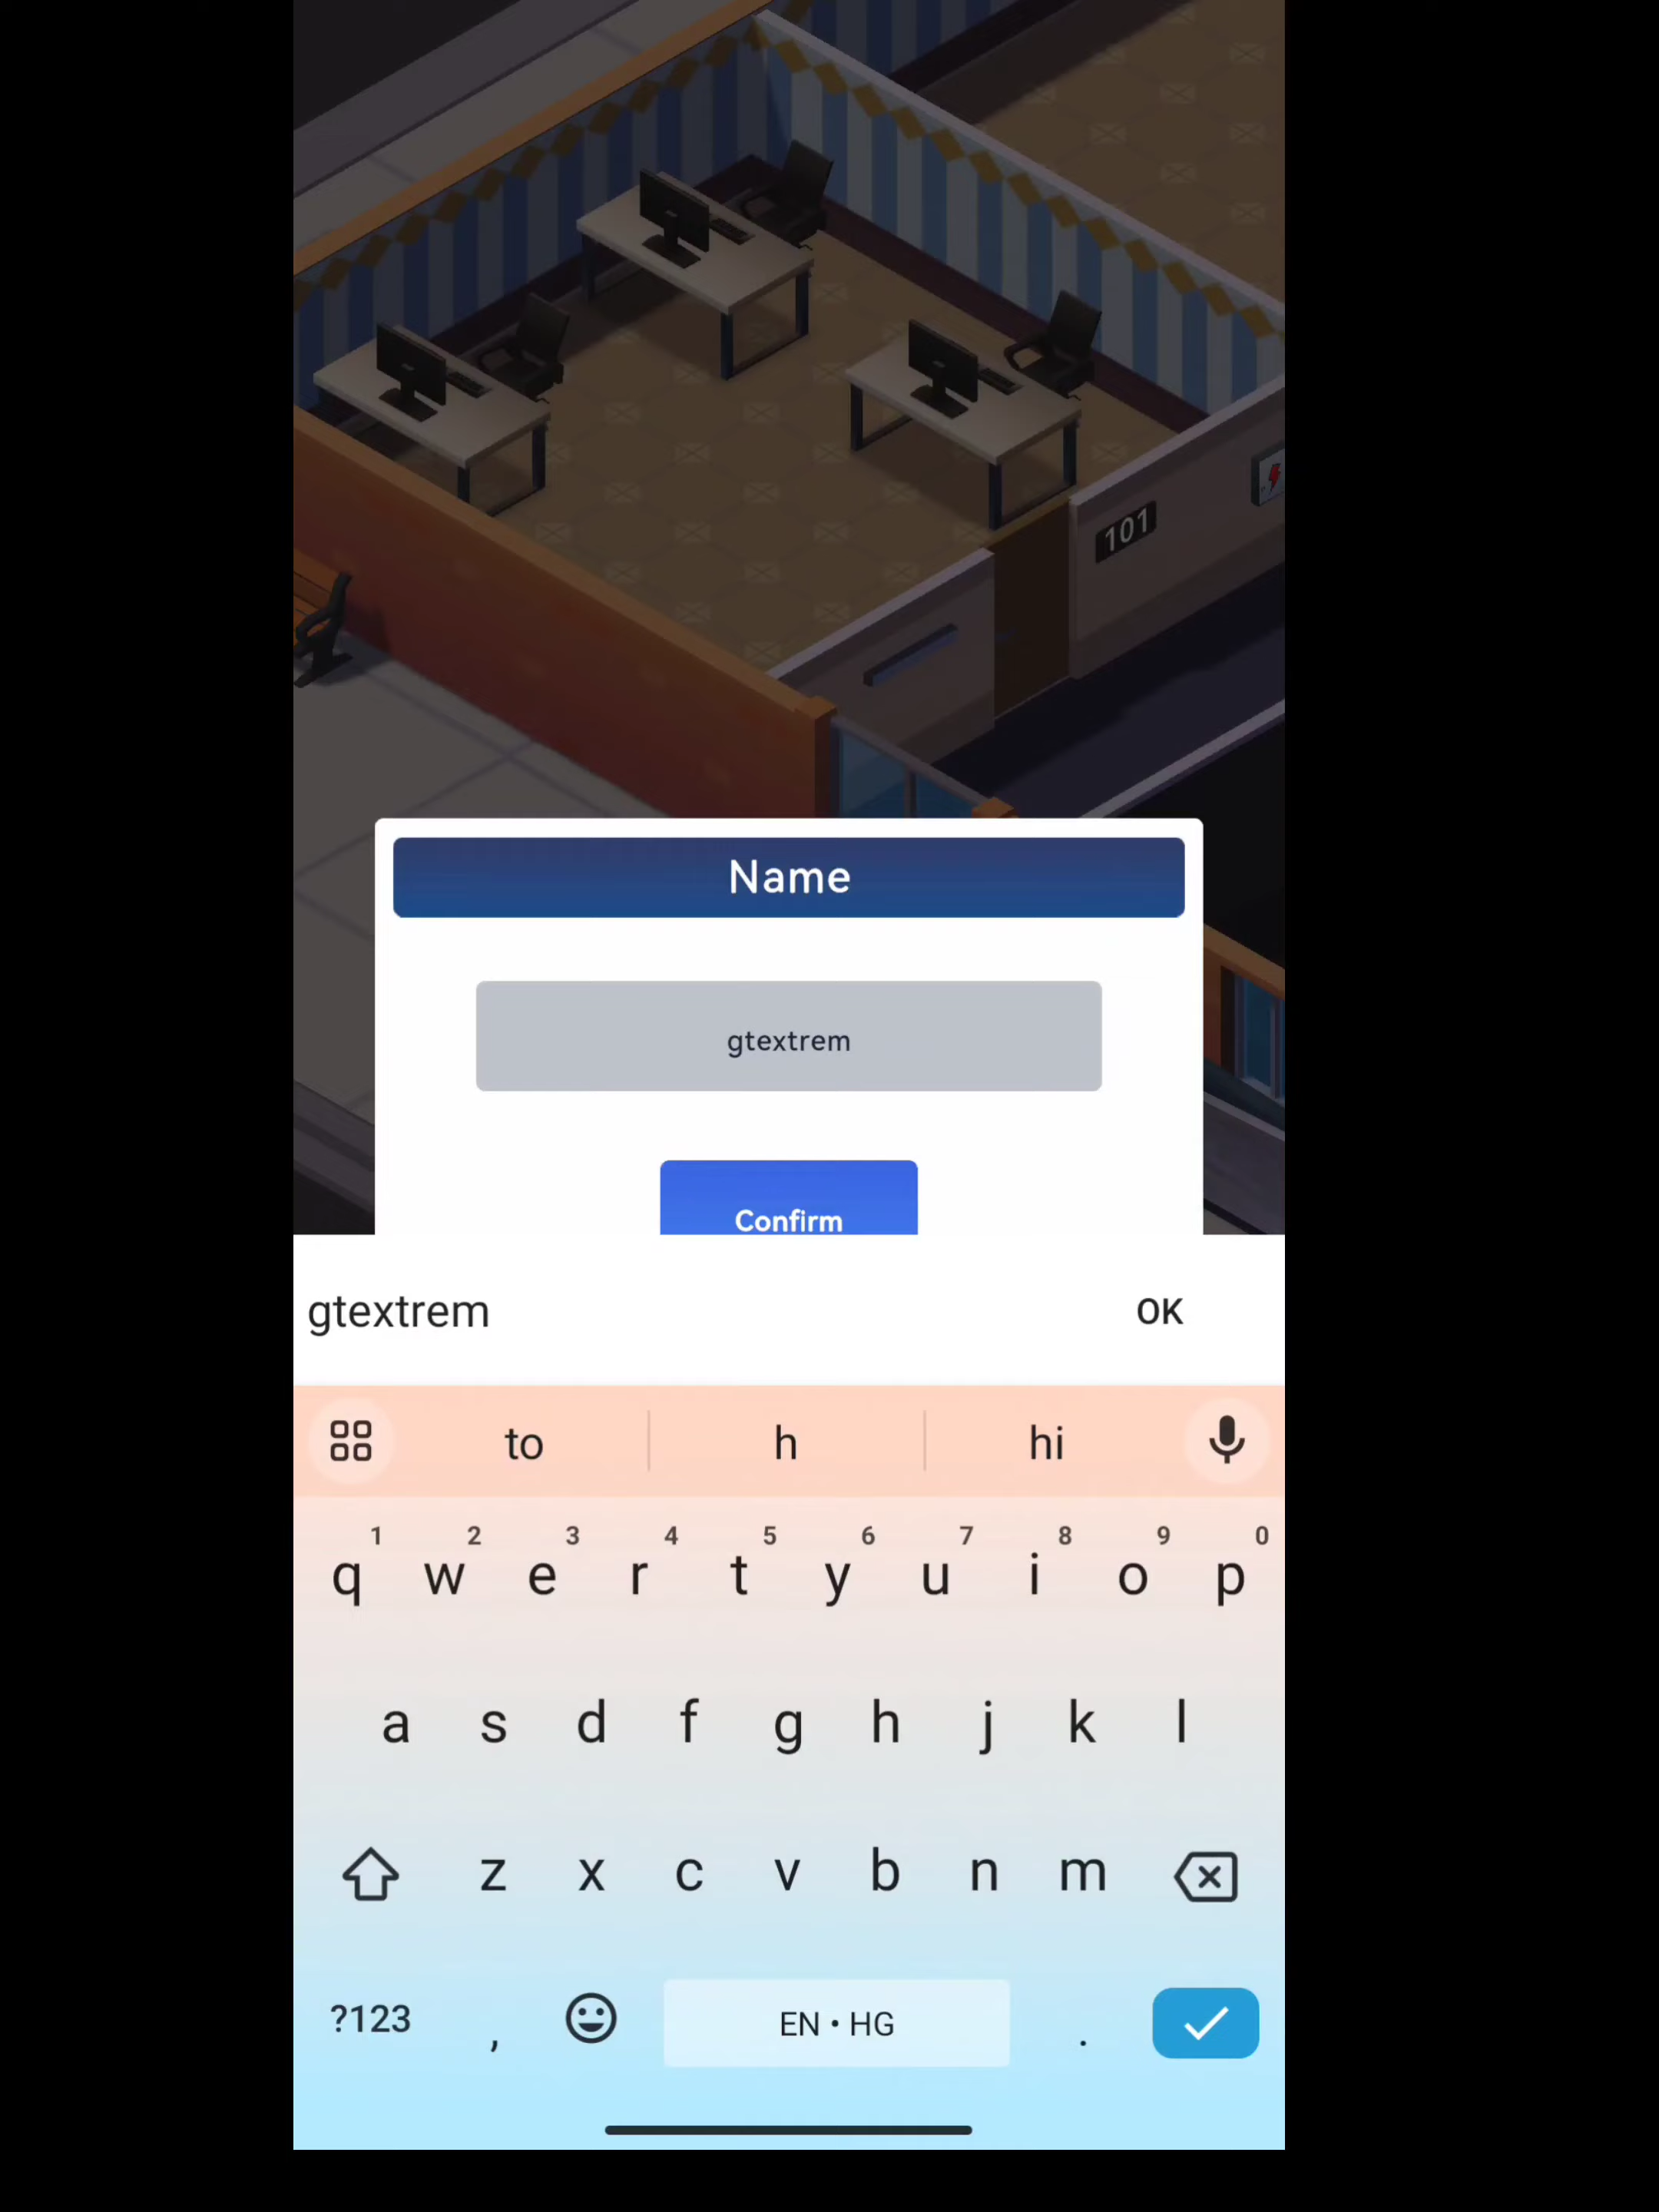 101
Name
gtextrem
Confirm
gtextrem OK
to h hi
1 2 3 4 5 6 7 8 9 0
q w e r t y u i o p
a s d f g h j k l
z x c v b n m
?123 , EN • HG .